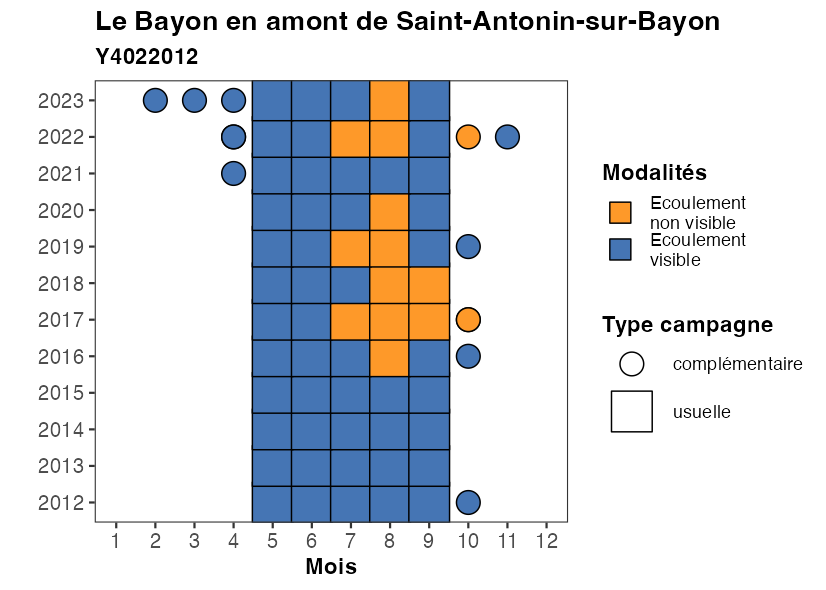 Le Bayon en amont de Saint-Antonin-sur-Bayon
Y4022012
2023
2022
2021
2020
2019
2018
2017
2016
2015
2014
2013
2012
1 2 3 4 5 6 7 8 9 10 11 12
Mois
Modalités
Ecoulement
non visible
Ecoulement
visible
Type campagne
complémentaire
usuelle